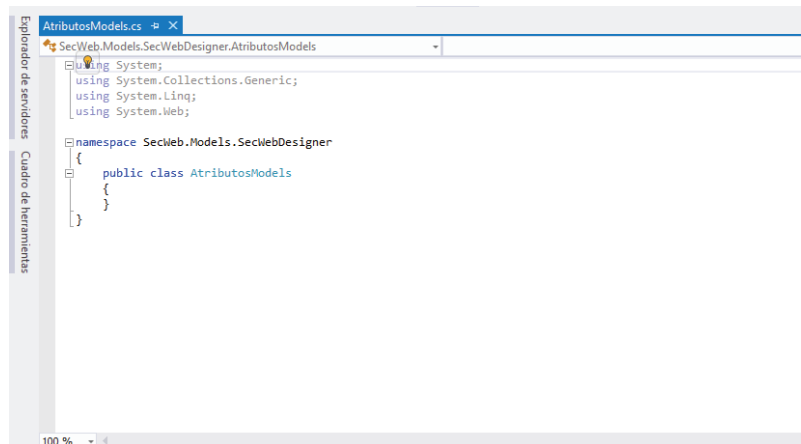 Explorador de servidores
Cuadro de herramientas
AtributosModels.cs
SecWeb.Models.SecWebDesigner.AtributosModels
using System;
using System.Collections.Generic;
using System.Linq;
using System.Web;
namespace SecWeb.Models.SecWebDesigner
{
public class AtributosModels
{
}
}
100 %